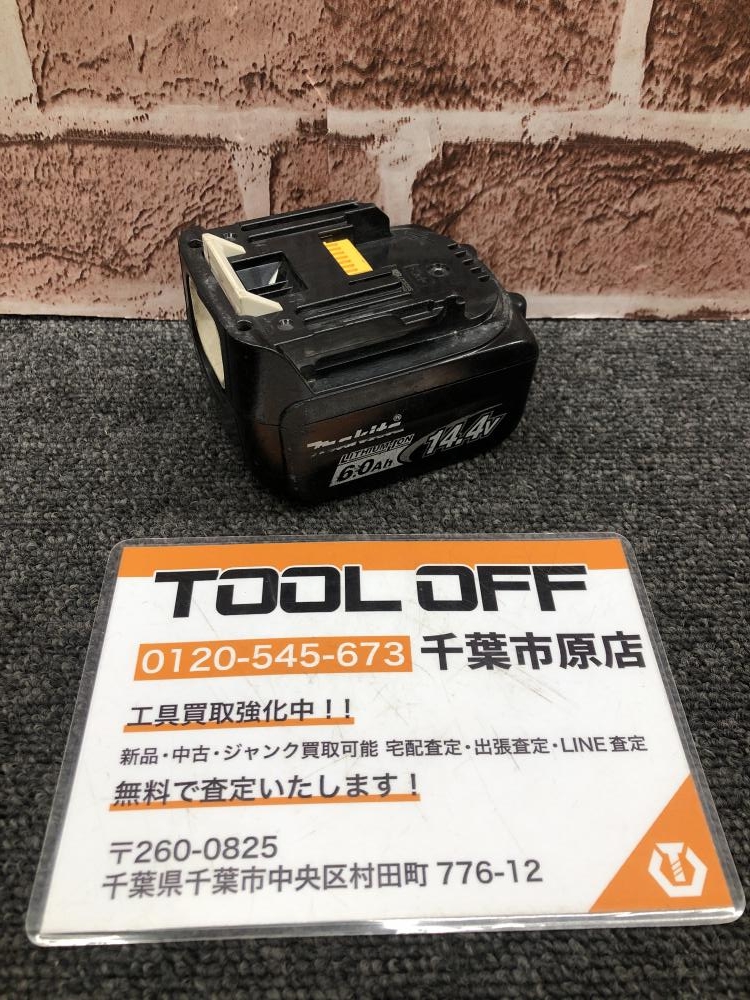 makita®
LITHIUM-ION
6.0Ah
14.4V
TOOL OFF
0120-545-673 千葉市原店
工具買取強化中！！
新品・中古・ジャンク買取可能 宅配査定・出張査定・LINE査定
無料で査定いたします！
〒260-0825
千葉県千葉市中央区村田町 776-12